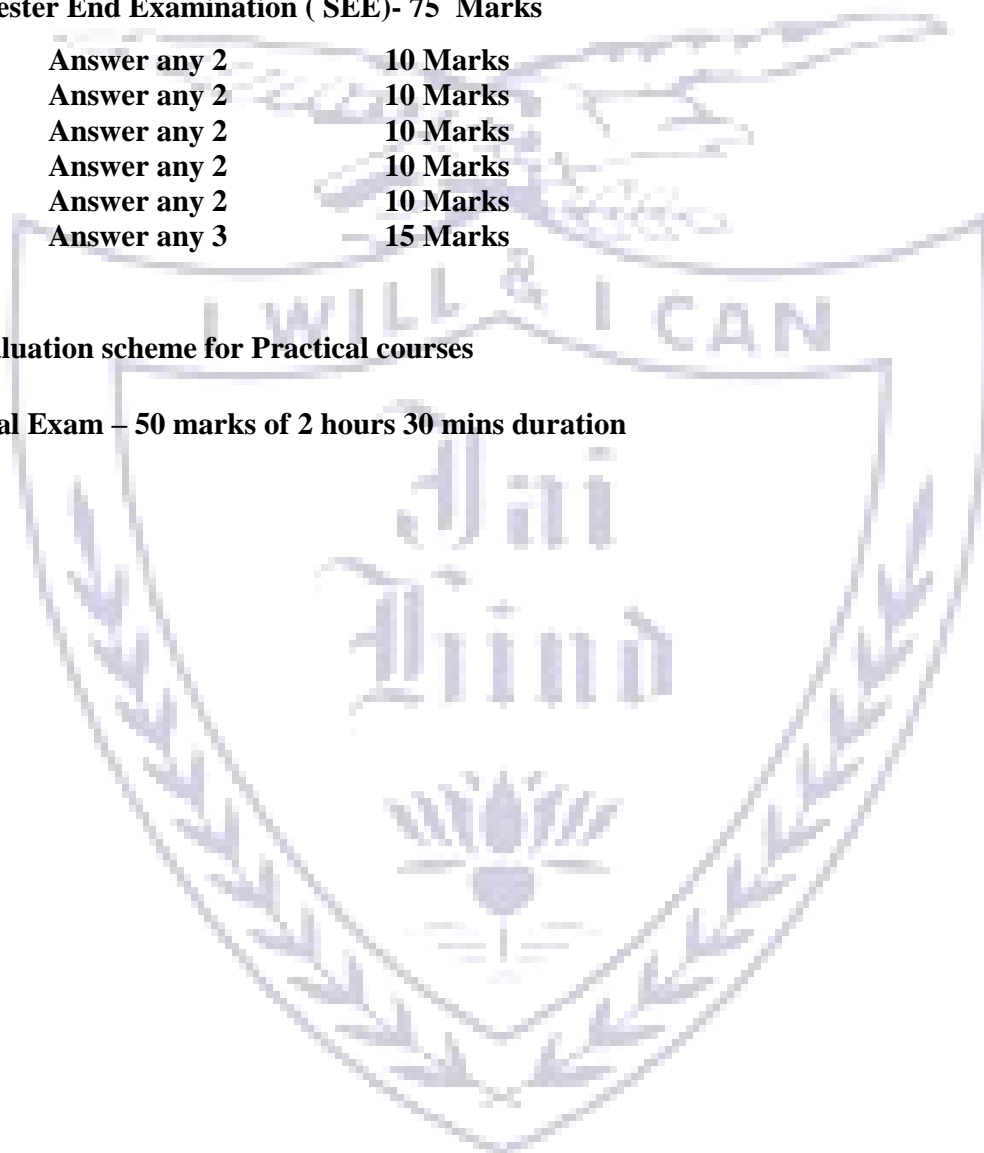 ester End Examination ( SEE)- 75 Marks
Answer any 2 10 Marks
Answer any 2 10 Marks
Answer any 2 10 Marks
Answer any 2 10 Marks
Answer any 2 10 Marks
Answer any 3 – 15 Marks
I WILL & I CAN
luation scheme for Practical courses
al Exam – 50 marks of 2 hours 30 mins duration
Jai
Hind